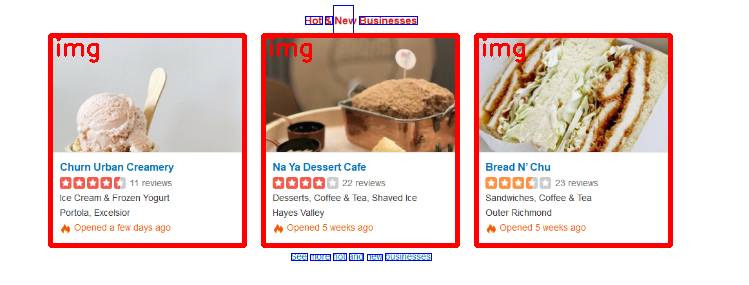 Hot & New Businesses
img
Churn Urban Creamery
11 reviews
Ice Cream & Frozen Yogurt
Portola, Excelsior
Opened a few days ago
img
Na Ya Dessert Cafe
22 reviews
Desserts, Coffee & Tea, Shaved Ice
Hayes Valley
Opened 5 weeks ago
img
Bread N' Chu
23 reviews
Sandwiches, Coffee & Tea
Outer Richmond
Opened 5 weeks ago
See more hot and new businesses